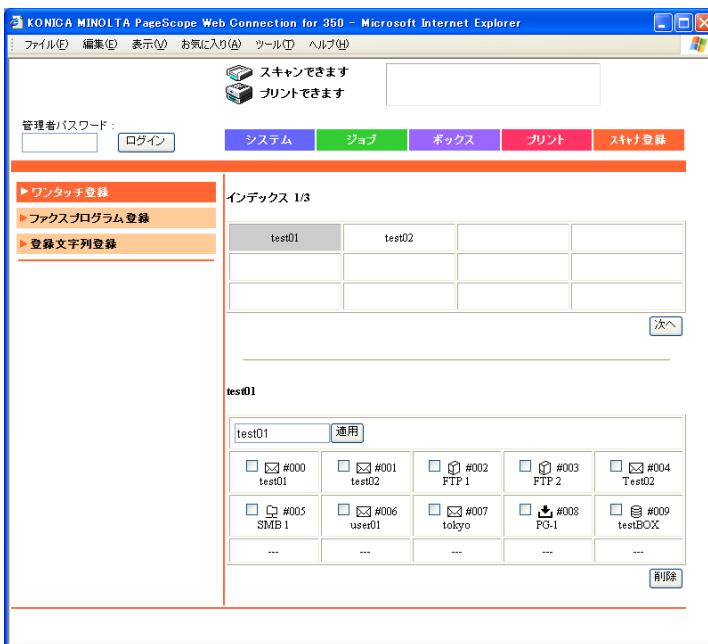 KONICA MINOLTA PageScope Web Connection for 350 - Microsoft Internet Explorer
ファイル(F) 編集(E) 表示(V) お気に入り(A) ツール(T) ヘルプ(H)
スキャンできます
プリントできます
管理者パスワード :
ログイン
システム ジョブ ボックス プリント スキャナ登録
ワンタッチ登録
ファクスプログラム登録
登録文字列登録
インデックス 1/3
test01 test02
次へ
test01
test01 適用
#000 #001 #002 #003 #004
test01 test02 FTP 1 FTP 2 Test02
#005 #006 #007 #008 #009
SMB 1 user01 tokyo PG-1 testBOX
--- --- --- --- ---
削除